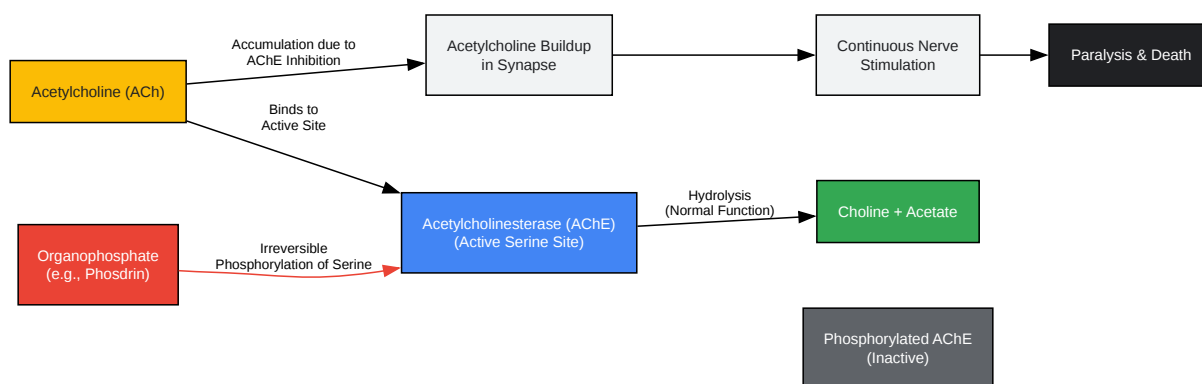 Accumulation due to
AChE Inhibition
Acetylcholine Buildup
in Synapse
Continuous Nerve
Stimulation
Paralysis & Death
Acetylcholine (ACh)
Binds to
Active Site
Acetylcholinesterase (AChE)
(Active Serine Site)
Hydrolysis
(Normal Function)
Choline + Acetate
Organophosphate
(e.g., Phosdrin)
Irreversible
Phosphorylation of Serine
Phosphorylated AChE
(Inactive)